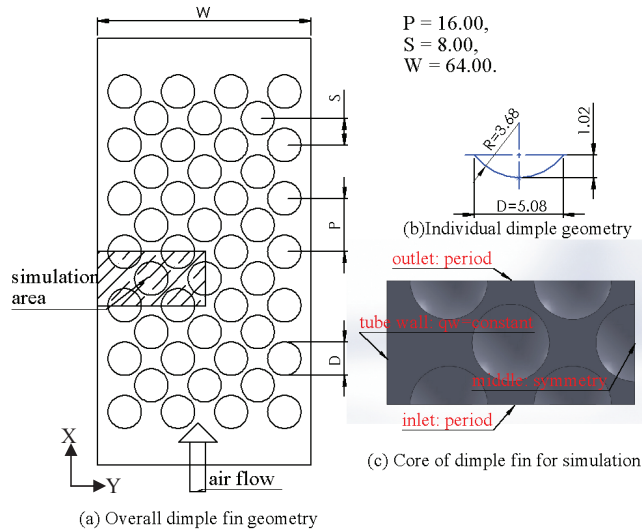 W
P = 16.00,
S = 8.00,
W = 64.00.
S
R=3.68
1.02
D=5.08
(b)Individual dimple geometry
P
simulation
area
outlet: period
tube wall: hw=constant
middle: symmetry
inlet: period
D
X
Y
air flow
(c) Core of dimple fin for simulation
(a) Overall dimple fin geometry